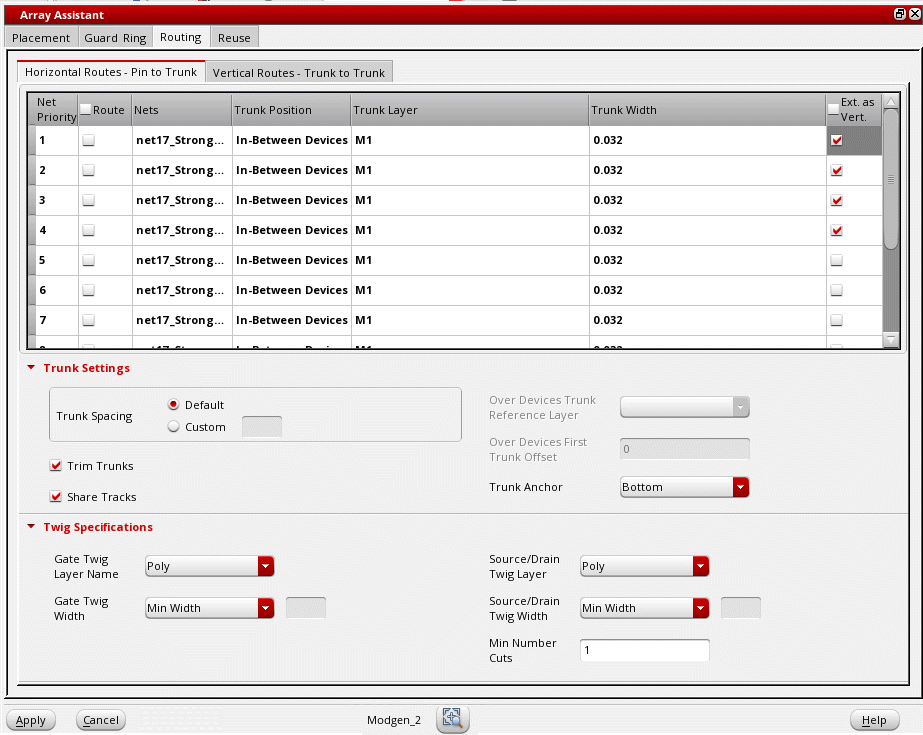 Array Assistant
Placement Guard Ring Routing Reuse
Horizontal Routes - Pin to Trunk Vertical Routes - Trunk to Trunk
Net Priority Route Nets Trunk Position Trunk Layer Trunk Width Ext. as Vert.
1 net17_Strong... In-Between Devices M1 0.032
2 net17_Strong... In-Between Devices M1 0.032
3 net17_Strong... In-Between Devices M1 0.032
4 net17_Strong... In-Between Devices M1 0.032
5 net17_Strong... In-Between Devices M1 0.032
6 net17_Strong... In-Between Devices M1 0.032
7 net17_Strong... In-Between Devices M1 0.032
Trunk Settings
Trunk Spacing
Default
Custom
Over Devices Trunk
Reference Layer
Over Devices First
Trunk Offset
0
Trim Trunks
Share Tracks
Trunk Anchor Bottom
Twig Specifications
Gate Twig
Layer Name
Poly
Source/Drain
Twig Layer
Poly
Gate Twig
Width
Min Width
Source/Drain
Twig Width
Min Width
Min Number
Cuts
1
Apply Cancel Modgen_2 Help